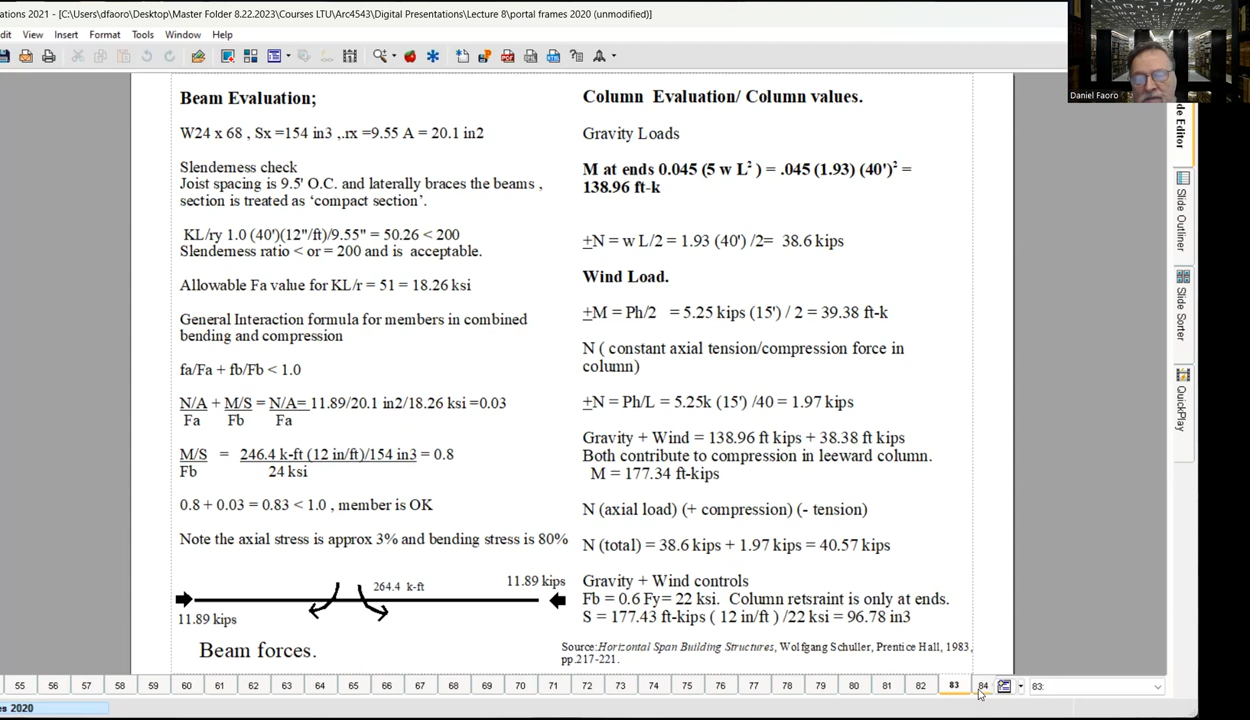 ations 2021 - [C:\Users\dfaoro\Desktop\Master Folder 8.22.2023\Courses LTU\Arc4543\Digital Presentations\Lecture 8\portal frames 2020 (unmodified)]
dit View Insert Format Tools Window Help
Daniel Faoro
Beam Evaluation;
W24 x 68 , Sx =154 in3 ,.rx =9.55 A = 20.1 in2
Slenderness check
Joist spacing is 9.5' O.C. and laterally braces the beams ,
section is treated as ‘compact section’.
KL/ry 1.0 (40')(12"/ft)/9.55" = 50.26 < 200
Slenderness ratio < or = 200 and is acceptable.
Allowable Fa value for KL/r = 51 = 18.26 ksi
General Interaction formula for members in combined
bending and compression
fa/Fa + fb/Fb < 1.0
N/A + M/S = N/A= 11.89/20.1 in2/18.26 ksi =0.03
Fa Fb Fa
M/S = 246.4 k-ft (12 in/ft)/154 in3 = 0.8
Fb 24 ksi
0.8 + 0.03 = 0.83 < 1.0 , member is OK
Note the axial stress is approx 3% and bending stress is 80%
264.4 k-ft
11.89 kips
11.89 kips
Beam forces.
Column Evaluation/ Column values.
Gravity Loads
M at ends 0.045 (5 w L² ) = .045 (1.93) (40')² =
138.96 ft-k
+N = w L/2 = 1.93 (40') /2= 38.6 kips
Wind Load.
+M = Ph/2 = 5.25 kips (15') / 2 = 39.38 ft-k
N ( constant axial tension/compression force in
column)
+N = Ph/L = 5.25k (15') /40 = 1.97 kips
Gravity + Wind = 138.96 ft kips + 38.38 ft kips
Both contribute to compression in leeward column.
M = 177.34 ft-kips
N (axial load) (+ compression) (- tension)
N (total) = 38.6 kips + 1.97 kips = 40.57 kips
Gravity + Wind controls
Fb = 0.6 Fy= 22 ksi. Column retsraint is only at ends.
S = 177.43 ft-kips ( 12 in/ft ) /22 ksi = 96.78 in3
Source:Horizontal Span Building Structures, Wolfgang Schuller, Prentice Hall, 1983,
pp.217-221.
de Editor
Slide Outliner
Slide Sorter
QuickPlay
55 56 57 58 59 60 61 62 63 64 65 66 67 68 69 70 71 72 73 74 75 76 77 78 79 80 81 82 83 84 83:
es 2020